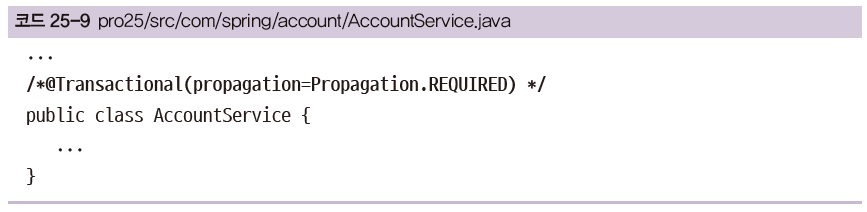 코드 25-9 pro25/src/com/spring/account/AccountService.java
...
/*@Transactional(propagation=Propagation.REQUIRED) */
public class AccountService {
...
}